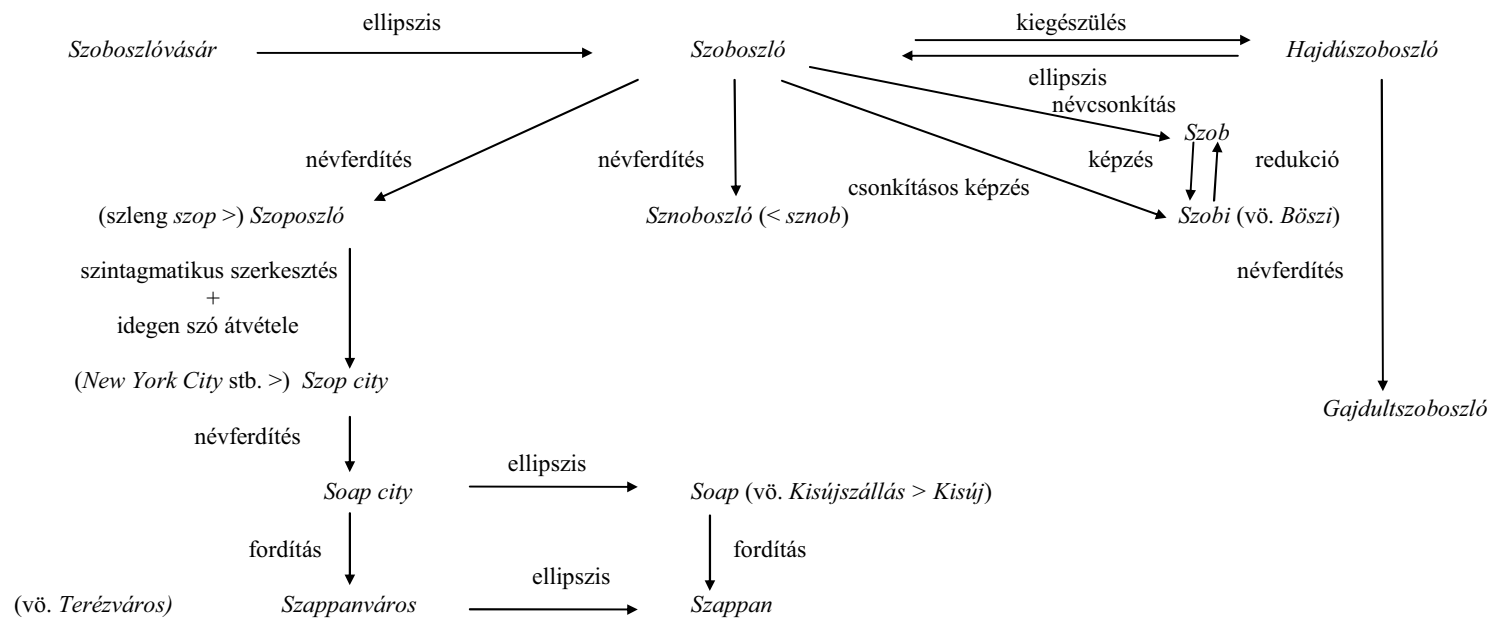 ellipszis
kiegészülés
Szoboszlóvásár
Szoboszló
Hajdúszoboszló
ellipszis
névcsonkítás
Szob
névferdítés
névferdítés
képzés
redukció
csonkításos képzés
(szleng szop >) Szoposzló
Sznoboszló (< sznob)
Szobi (vö. Böszi)
szintagmatikus szerkesztés
+
idegen szó átvétele
névferdítés
(New York City stb. >) Szop city
Gajdultszoboszló
névferdítés
ellipszis
Soap city
Soap (vö. Kisújszállás > Kisúj)
fordítás
fordítás
ellipszis
(vö. Terézváros)
Szappanváros
Szappan